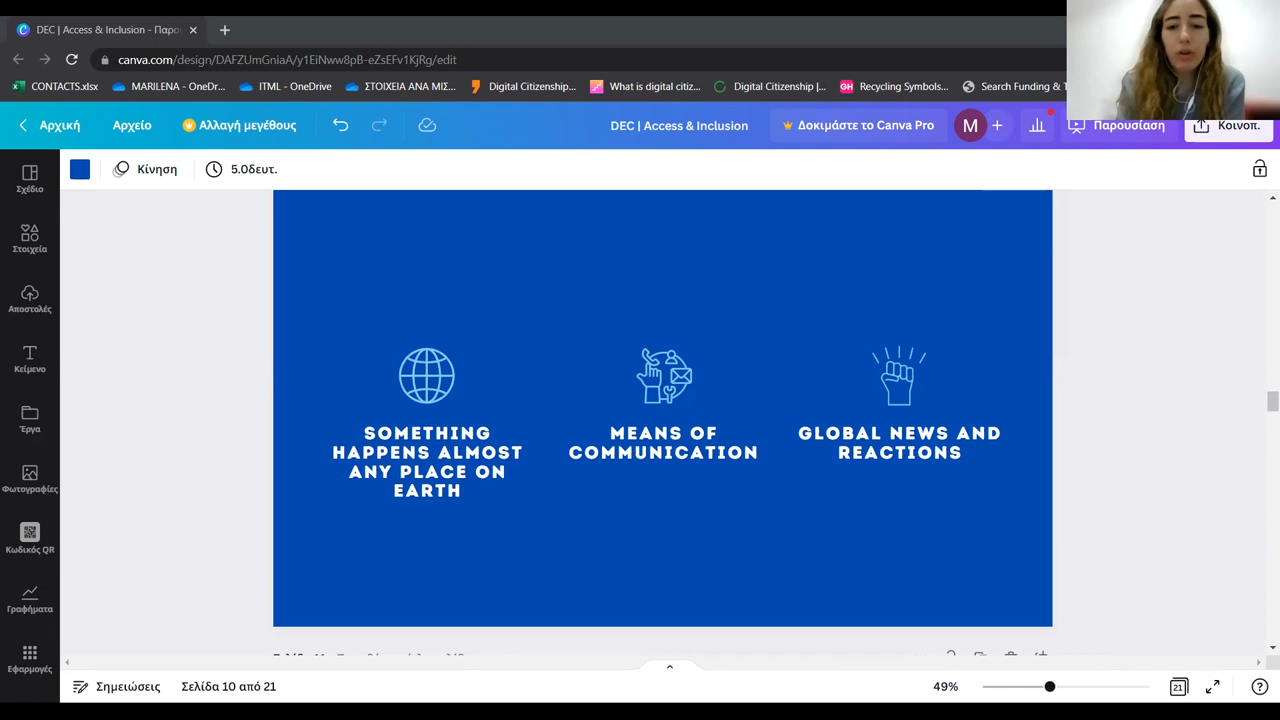 DEC | Access & Inclusion - Παρου
canva.com/design/DAFZUmGniaA/y1EiNww8pB-eZsEFv1KjRg/edit
CONTACTS.xlsx MARILENA - OneDr... ITML - OneDrive ΣΤΟΙΧΕΙΑ ΑΝΑ ΜΙΣ... Digital Citizenship... What is digital citiz... Digital Citizenship |... GH Recycling Symbols... Search Funding & T
Αρχική Αρχείο Αλλαγή μεγέθους DEC | Access & Inclusion Δοκιμάστε το Canva Pro M Παρουσίαση Κοινοπ.
Κίνηση 5.0δευτ.
Σχέδιο
Στοιχεία
Αποστολές
Κείμενο
Έργα
Φωτογραφίες
Κωδικός QR
Γραφήματα
Εφαρμογές
SOMETHING
HAPPENS ALMOST
ANY PLACE ON
EARTH
MEANS OF
COMMUNICATION
GLOBAL NEWS AND
REACTIONS
Σημειώσεις Σελίδα 10 από 21 49% 21